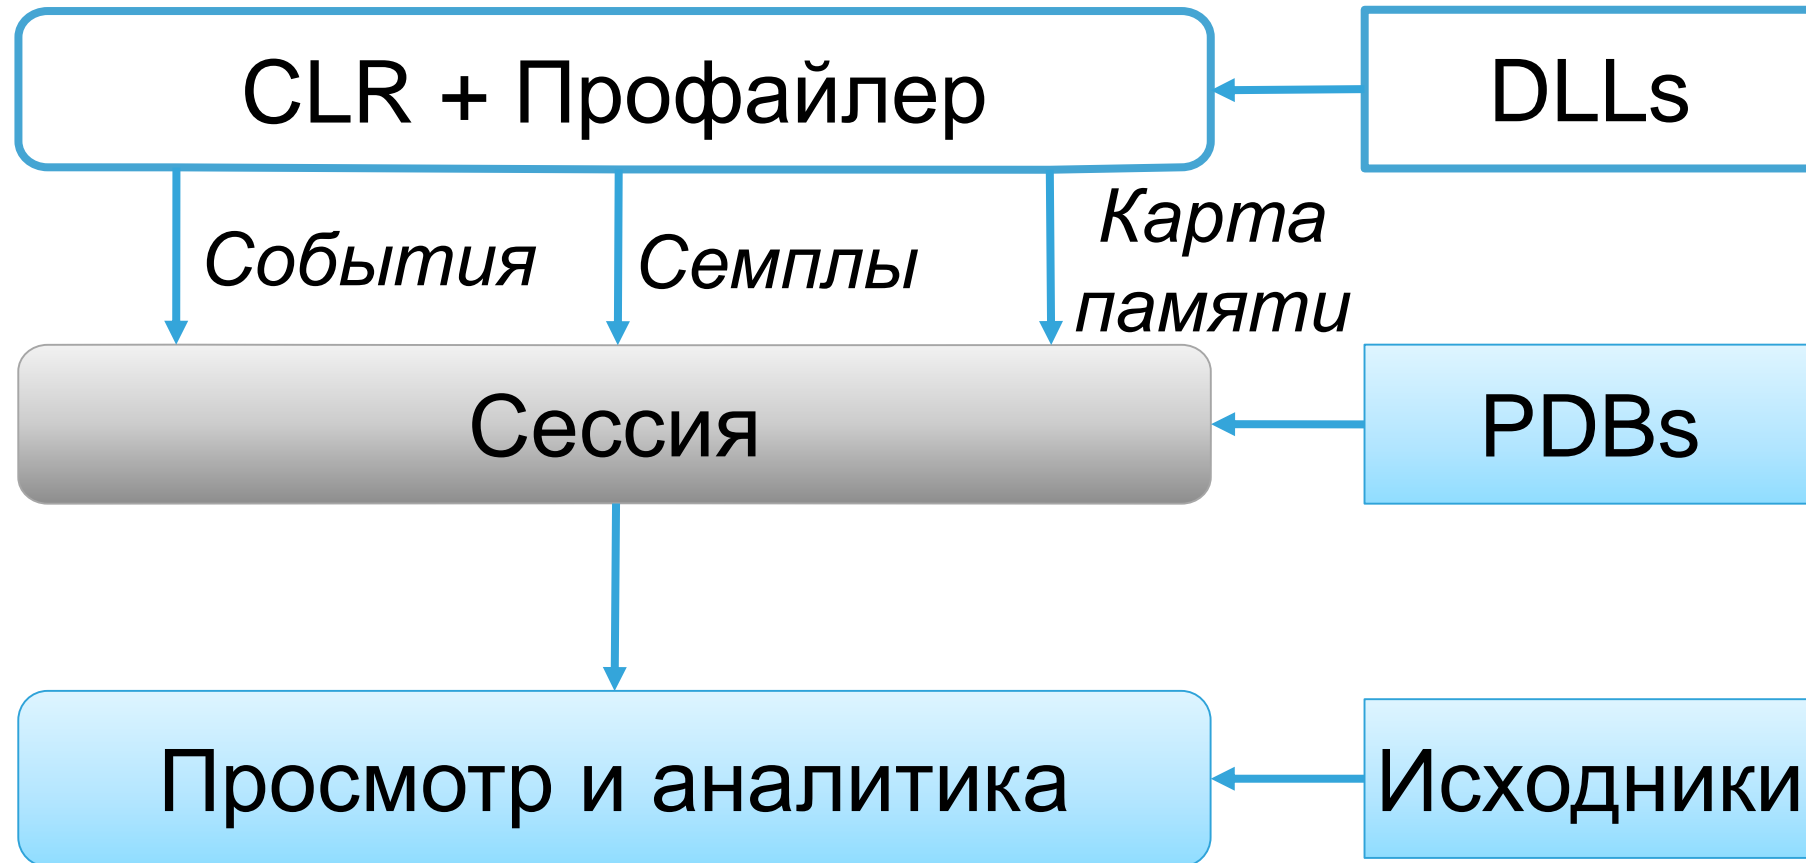 CLR + Профайлер
DLLs
События
Семплы
Карта
памяти
Сессия
PDBs
Просмотр и аналитика
Исходники